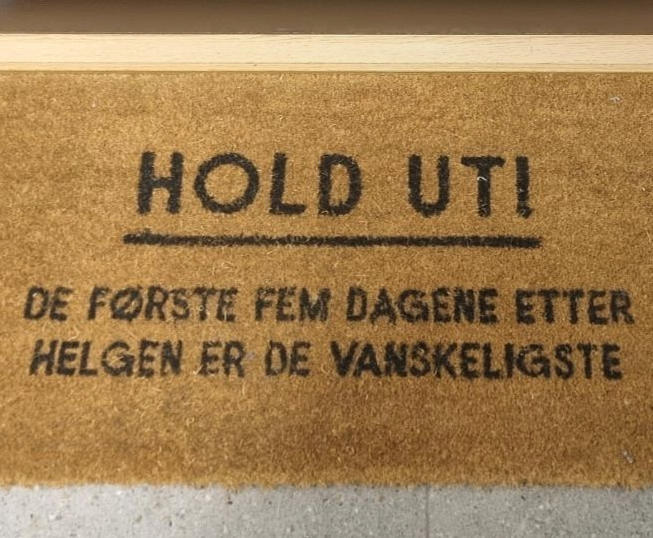 HOLD UT!
DE FØRSTE FEM DAGENE ETTER
HELGEN ER DE VANSKELIGSTE